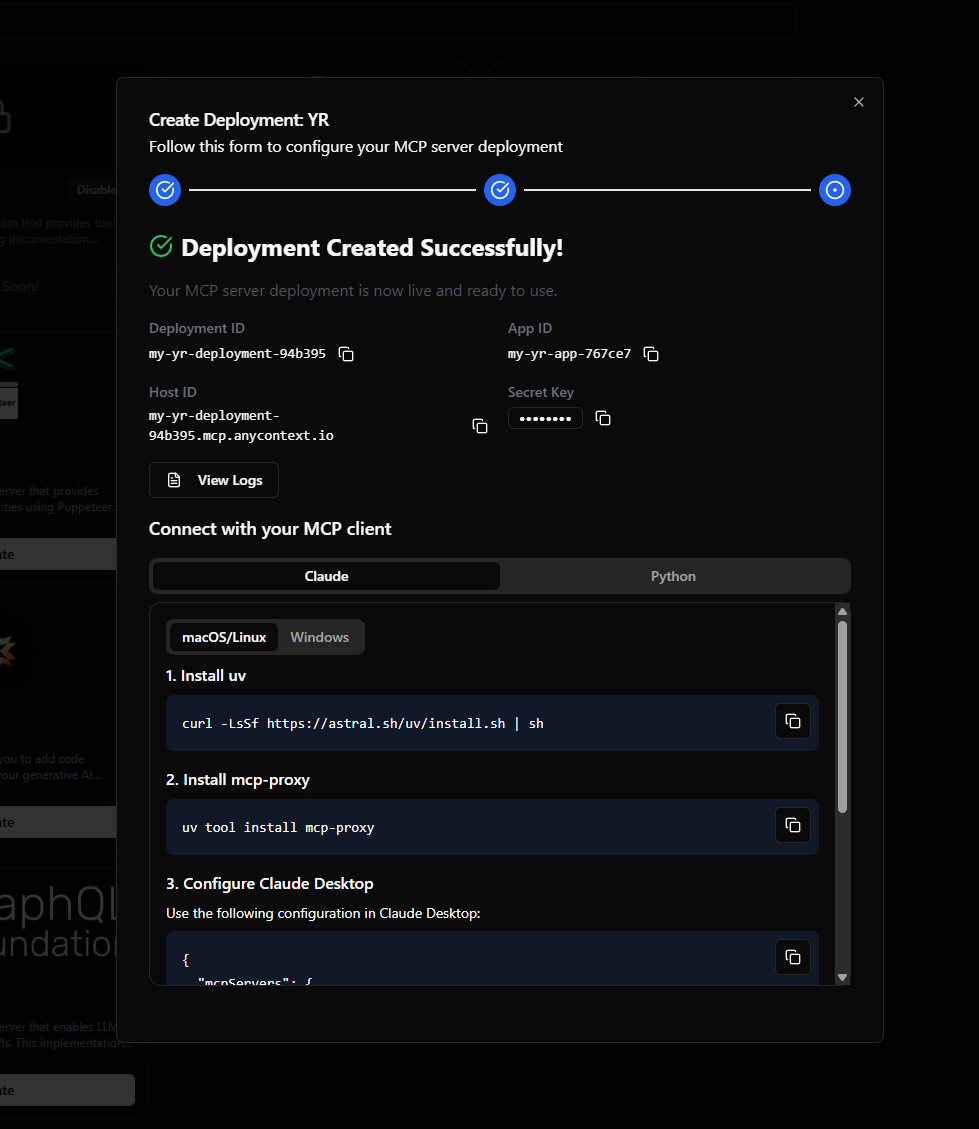 Create Deployment: YR
Follow this form to configure your MCP server deployment
Deployment Created Successfully!
Your MCP server deployment is now live and ready to use.
Deployment ID
my-yr-deployment-94b395
App ID
my-yr-app-767ce7
Host ID
my-yr-deployment-
94b395.mcp.anycontext.io
Secret Key
••••••••
View Logs
Connect with your MCP client
Claude
Python
macOS/Linux
Windows
1. Install uv
curl -LsSf https://astral.sh/uv/install.sh | sh
2. Install mcp-proxy
uv tool install mcp-proxy
3. Configure Claude Desktop
Use the following configuration in Claude Desktop:
{
"mcpServers": {
Disable
tion that provides tool
g documentation...
Soon!
teer
erver that provides
ities using Puppeteer.
ate
you to add code
your generative AI...
ate
aphQL
undation
erver that enables LLM
Is. This implementation...
ate